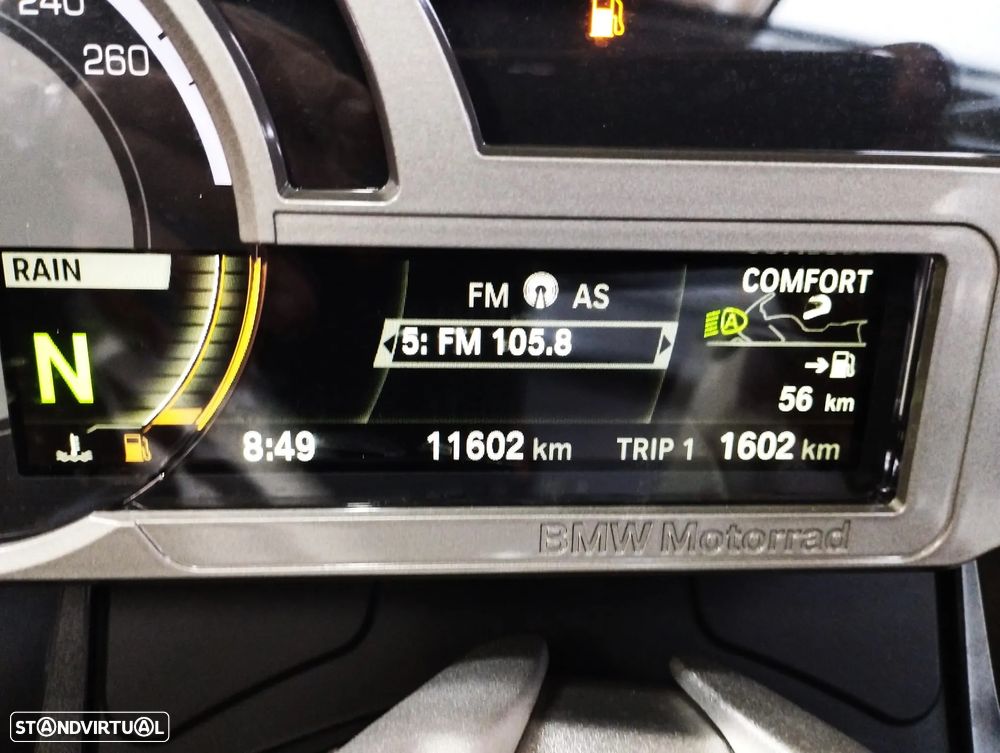 240
260
RAIN
N
FM AS
5: FM 105.8
COMFORT
A
56 km
8:49 11602 km TRIP 1 1602 km
BMW Motorrad
STANDVIRTUAL